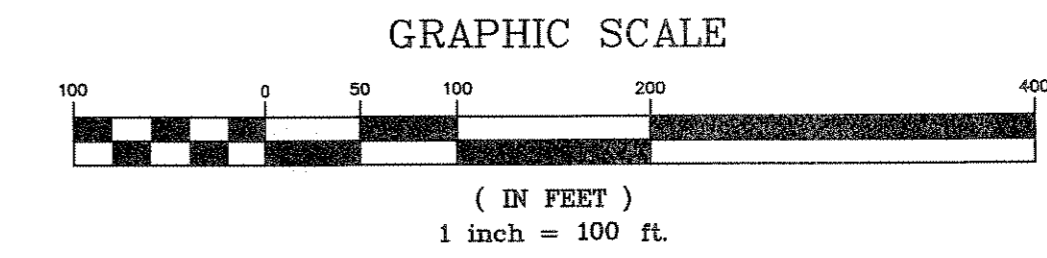 GRAPHIC SCALE
100 0 50 100 200 400
( IN FEET )
1 inch = 100 ft.